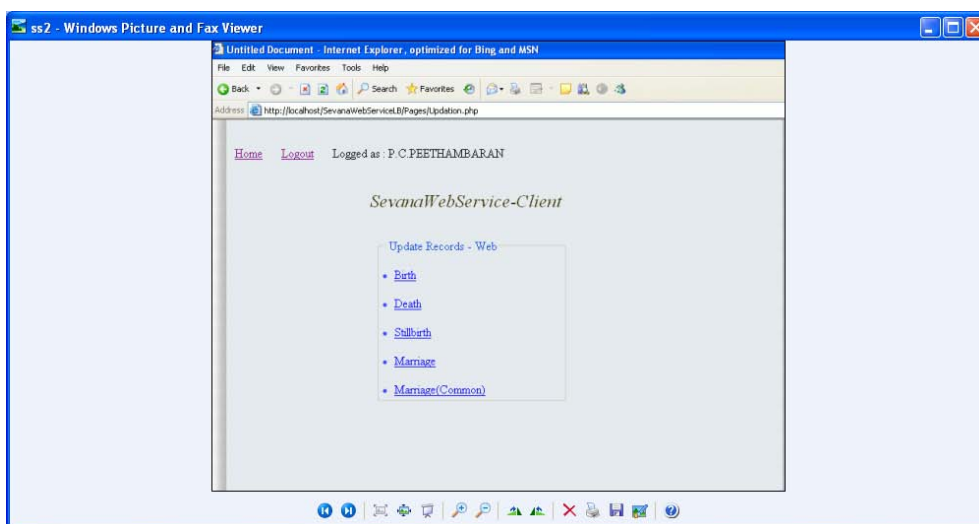 ss2 - Windows Picture and Fax Viewer
Untitled Document - Internet Explorer, optimized for Bing and MSN
File Edit View Favorites Tools Help
Back Search Favorites
Address http://localhost/SevanaWebServiceLB/Pages/Updation.php
Home Logout Logged as : P.C.PEETHAMBARAN
SevanaWebService-Client
Update Records - Web
Birth
Death
Stillbirth
Marriage
Marriage(Common)